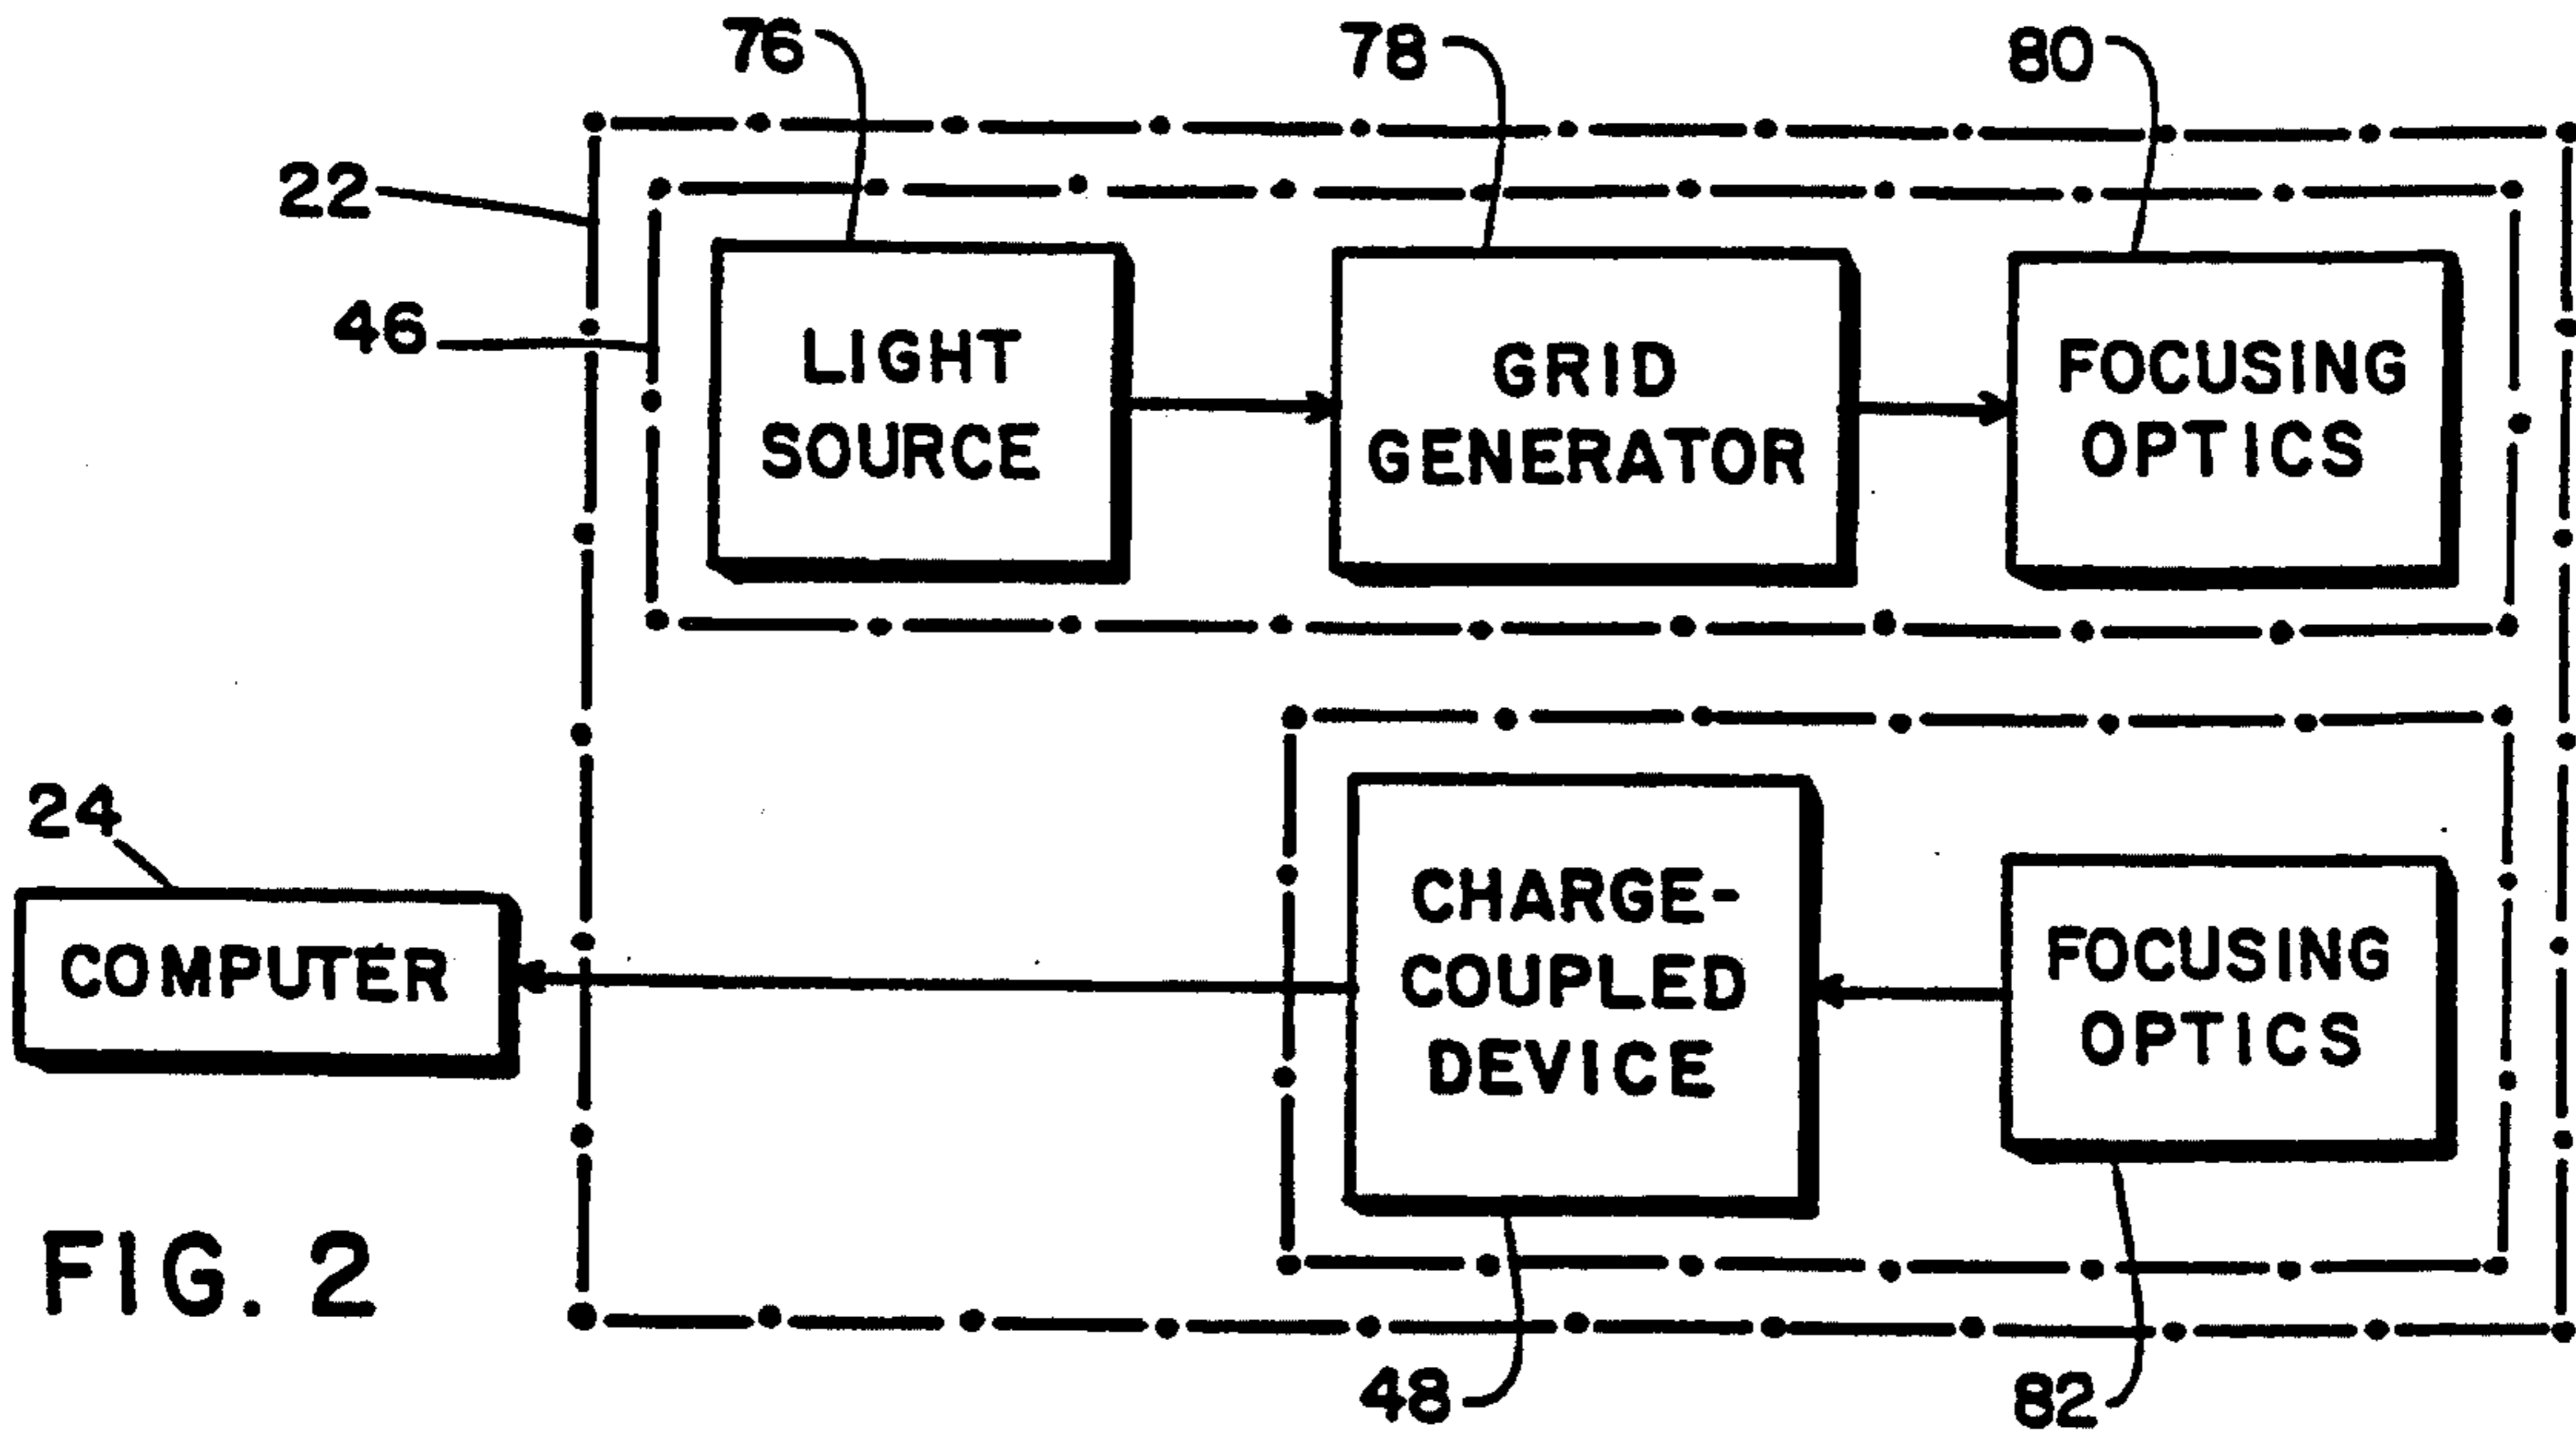 76
78
80
22
46
LIGHT
SOURCE
GRID
GENERATOR
FOCUSING
OPTICS
24
COMPUTER
CHARGE-
COUPLED
DEVICE
FOCUSING
OPTICS
FIG. 2
48
82